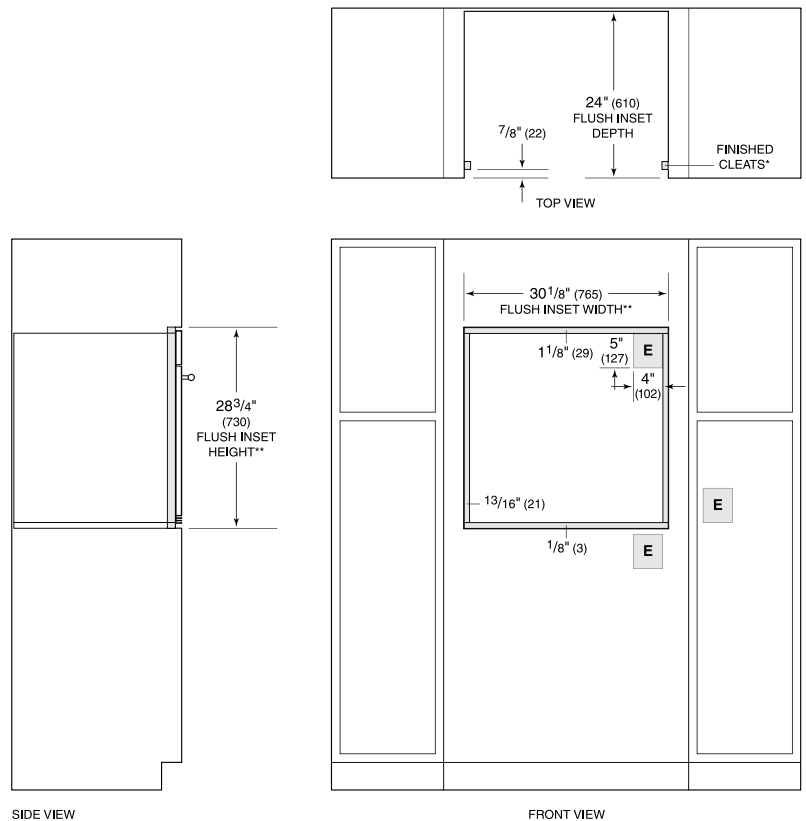 24" (610)
FLUSH INSET
DEPTH
7/8" (22)
FINISHED
CLEATS*
TOP VIEW
30 1/8" (765)
FLUSH INSET WIDTH**
1 1/8" (29)
5"
(127)
E
4"
(102)
28 3/4"
(730)
FLUSH INSET
HEIGHT**
13/16" (21)
E
1/8" (3)
E
SIDE VIEW
FRONT VIEW